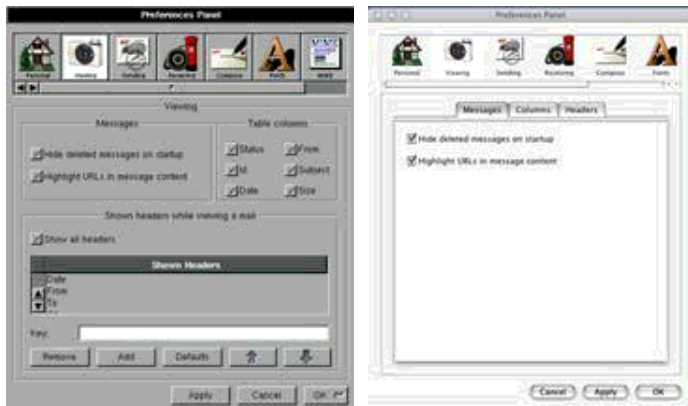 Preferences Panel
Personal Viewing Sending Receiving Compose Fonts MIME
Viewing
Messages
Hide deleted messages on startup
Highlight URLs in message content
Table columns
Status From
Id Subject
Date Size
Shown headers while viewing a mail
Show all headers
Shown Headers
Date
From
To
Key:
Remove Add Defaults
Apply Cancel OK
Preferences Panel
Personal Viewing Sending Receiving Compose Fonts
Messages Columns Headers
Hide deleted messages on startup
Highlight URLs in message content
Cancel Apply OK